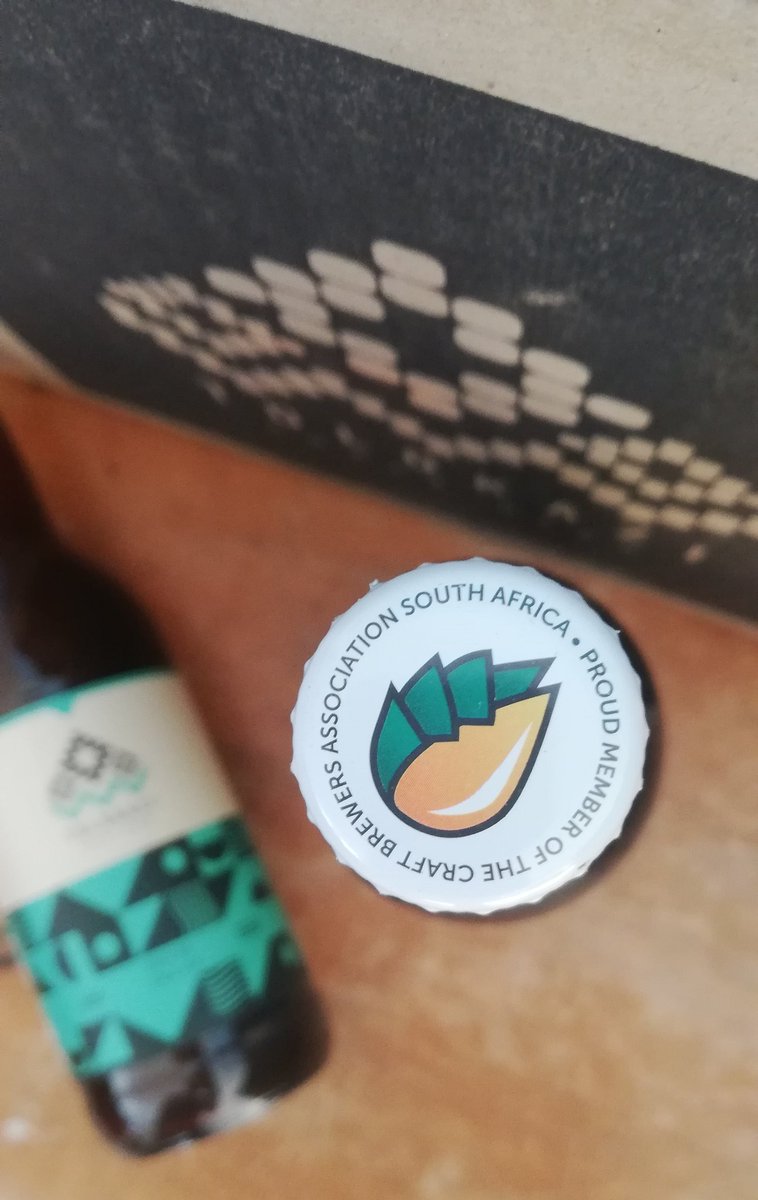 PROUD MEMBER OF THE CRAFT BREWERS ASSOCIATION SOUTH AFRICA •